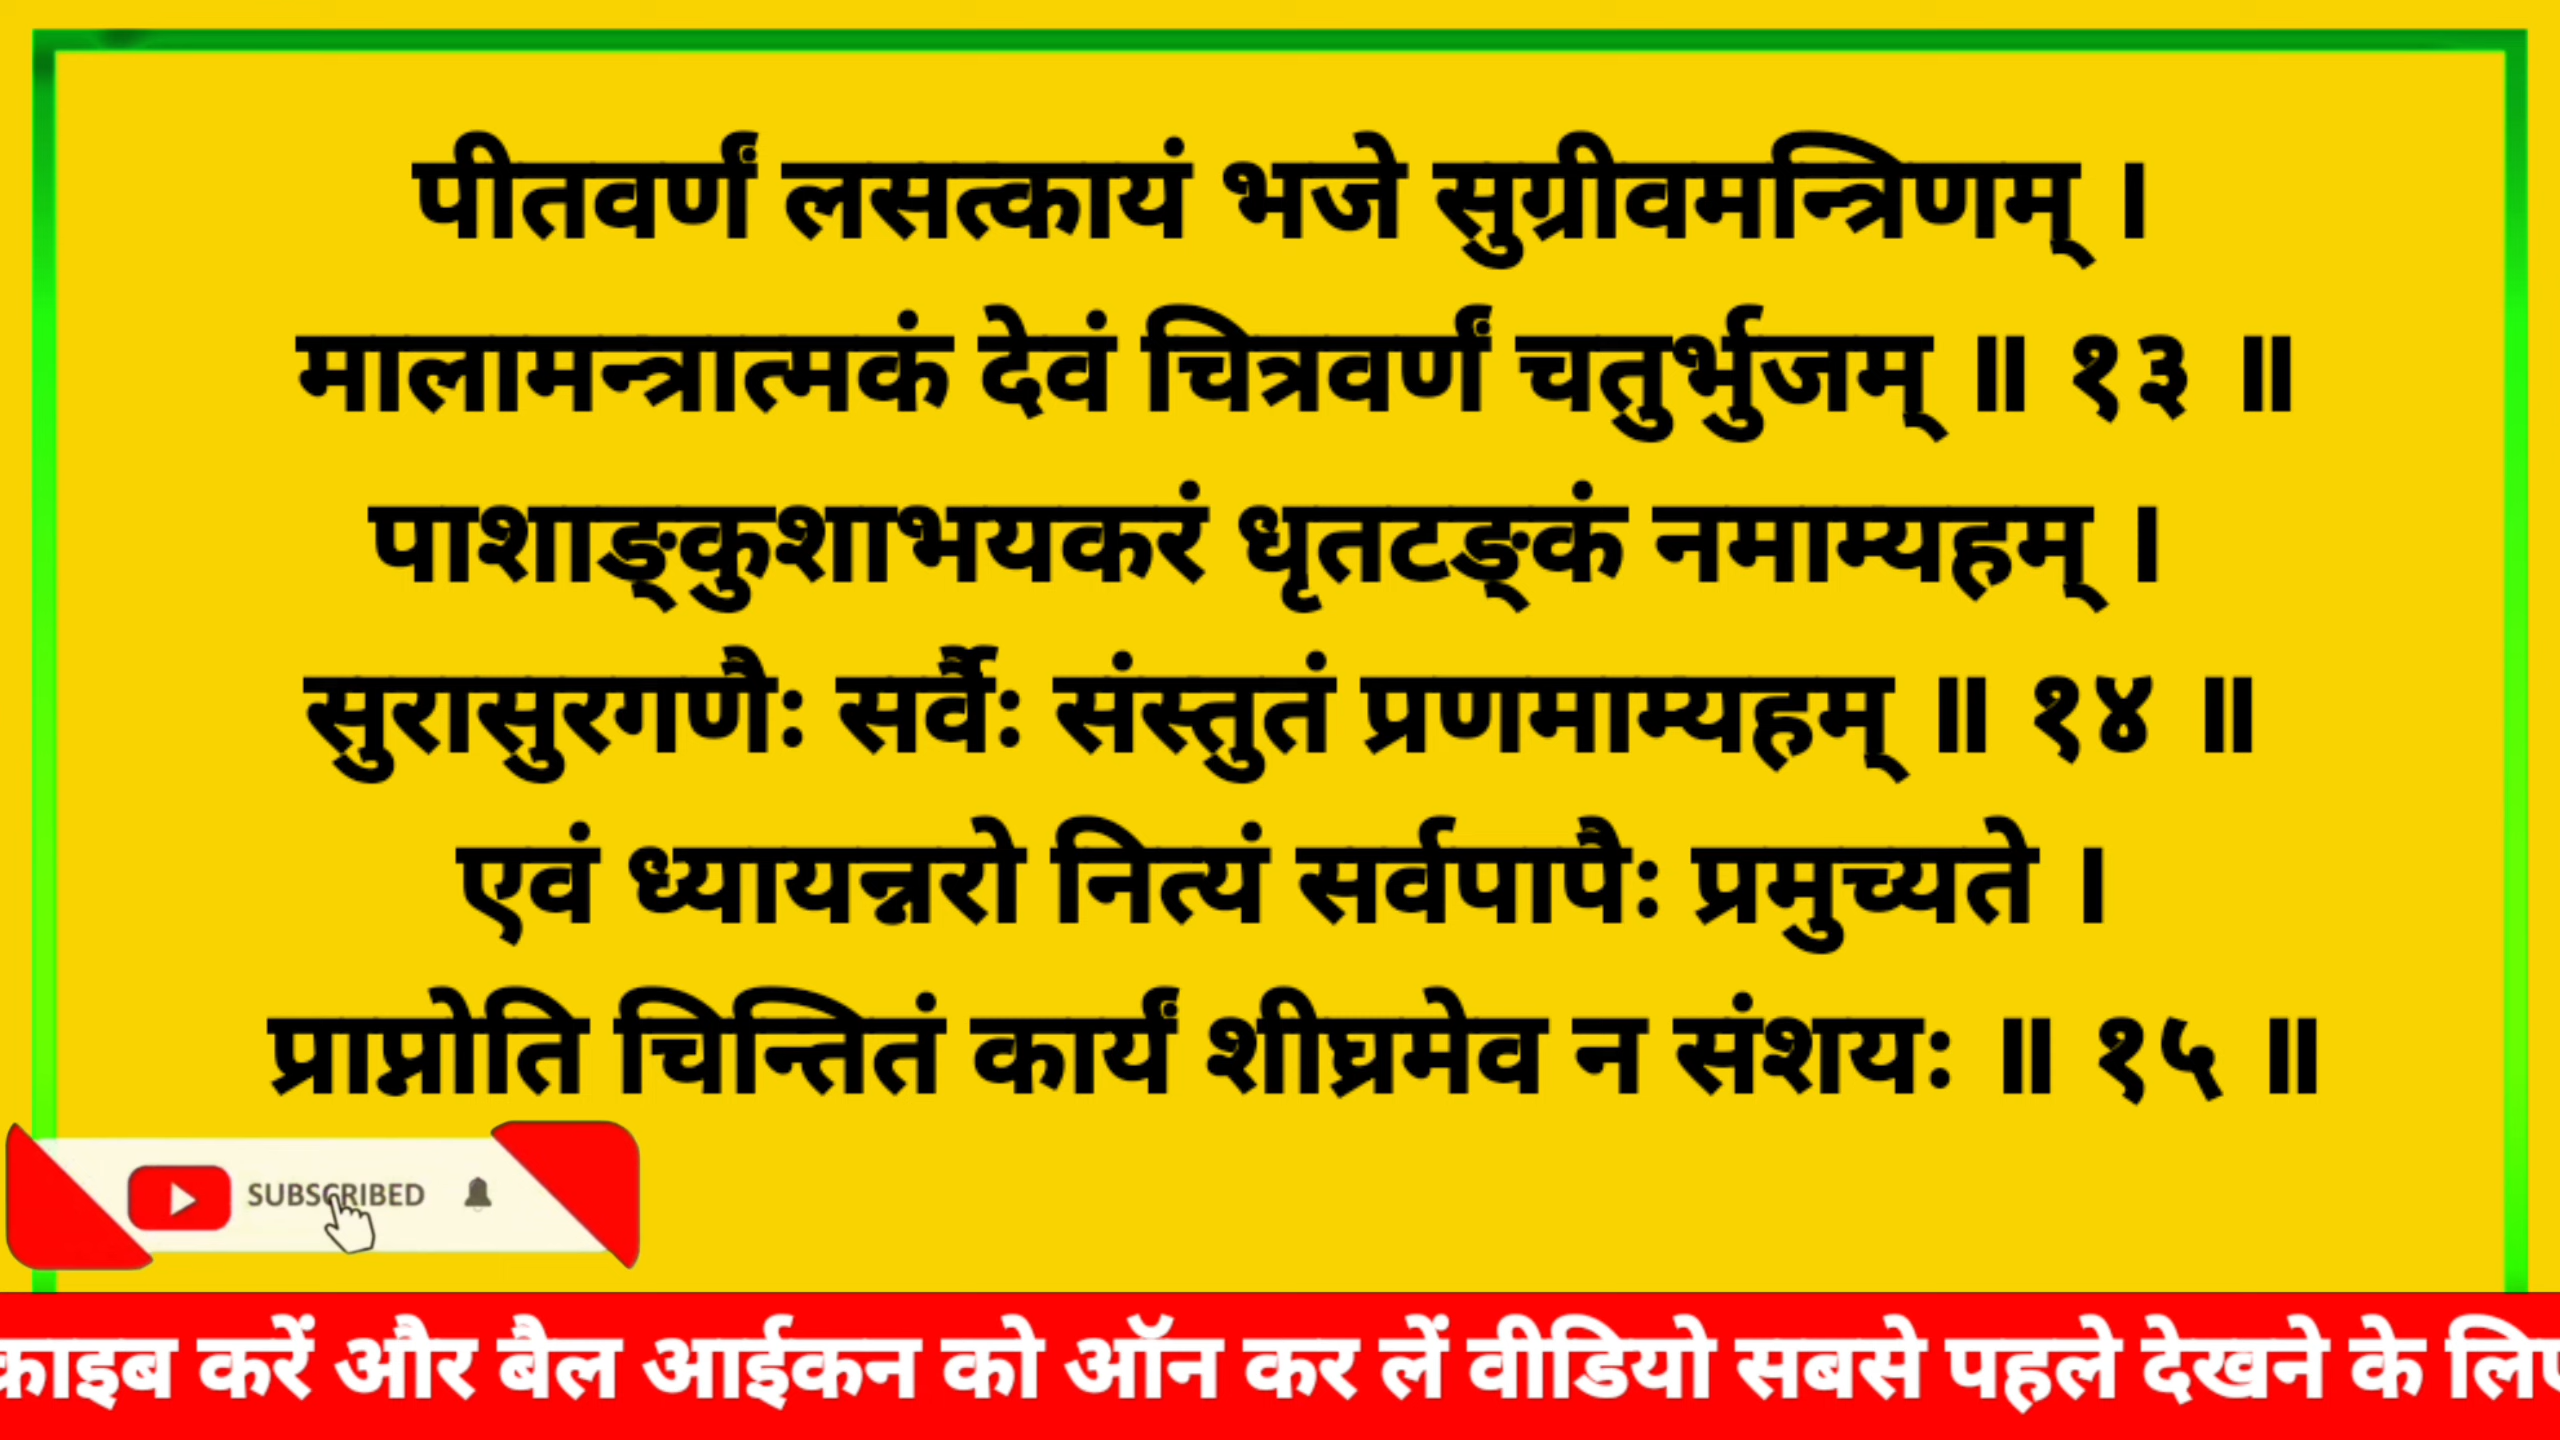 पीतवर्णं लसत्कायं भजे सुग्रीवमन्त्रिणम् ।
मालामन्त्रात्मकं देवं चित्रवर्णं चतुर्भुजम् ॥ १३ ॥
पाशाङ्कुशाभयकरं धृतटङ्कं नमाम्यहम् ।
सुरासुरगणैः सर्वैः संस्तुतं प्रणमाम्यहम् ॥ १४ ॥
एवं ध्यायन्नरो नित्यं सर्वपापैः प्रमुच्यते ।
प्राप्नोति चिन्तितं कार्यं शीघ्रमेव न संशयः ॥ १५ ॥
SUBSCRIBED
करें और बैल आईकन को ऑन कर लें वीडियो सबसे पहले देखने के